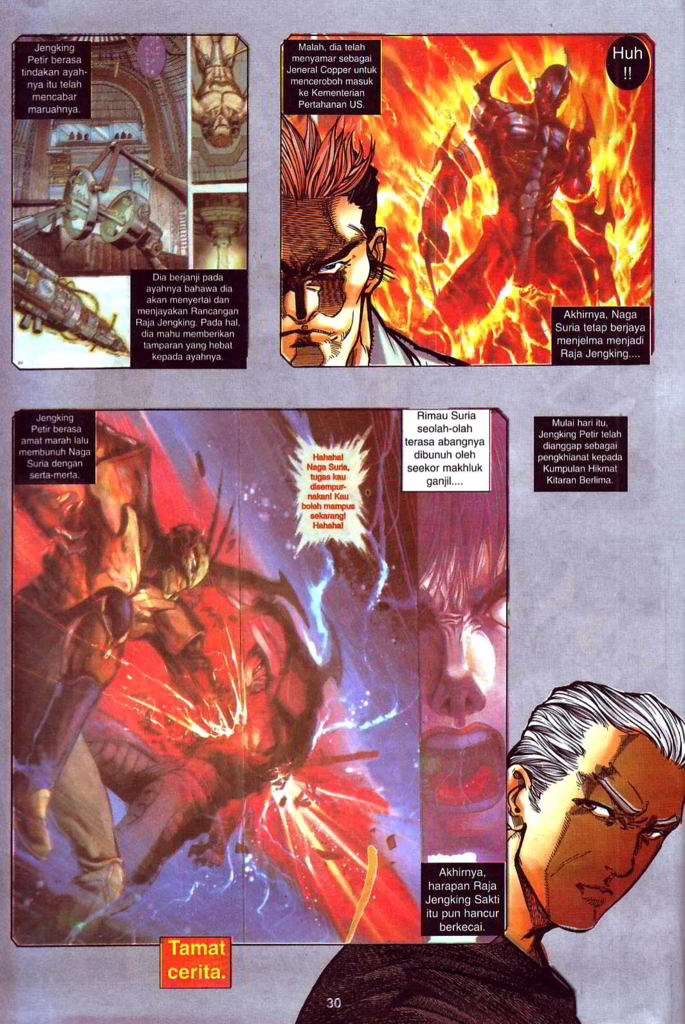 Jengking
Petir berasa
tindakan ayah-
nya itu telah
mencabar
maruahnya.
Dia berjanji pada
ayahnya bahawa dia
akan menyertai dan
menjayakan Rancangan
Raja Jengking. Pada hal,
dia mahu memberikan
tamparan yang hebat
kepada ayahnya.
Malah, dia telah
menyamar sebagai
Jeneral Copper untuk
menceroboh masuk
ke Kementerian
Pertahanan US.
Huh
!!
Akhirnya, Naga
Suria tetap berjaya
menjelma menjadi
Raja Jengking....
Jengking
Petir berasa
amat marah lalu
membunuh Naga
Suria dengan
serta-merta.
Hahaha!
Naga Suria,
tugas kau
disempur-
nakan! Kau
boleh mampus
sekarang!
Hahaha!
Rimau Suria
seolah-olah
terasa abangnya
dibunuh oleh
seekor makhluk
ganjil....
Mulai hari itu,
Jengking Petir telah
dianggap sebagai
pengkhianat kepada
Kumpulan Hikmat
Kitaran Berlima.
Akhirnya,
harapan Raja
Jengking Sakti
itu pun hancur
berkecai.
Tamat
cerita.
30